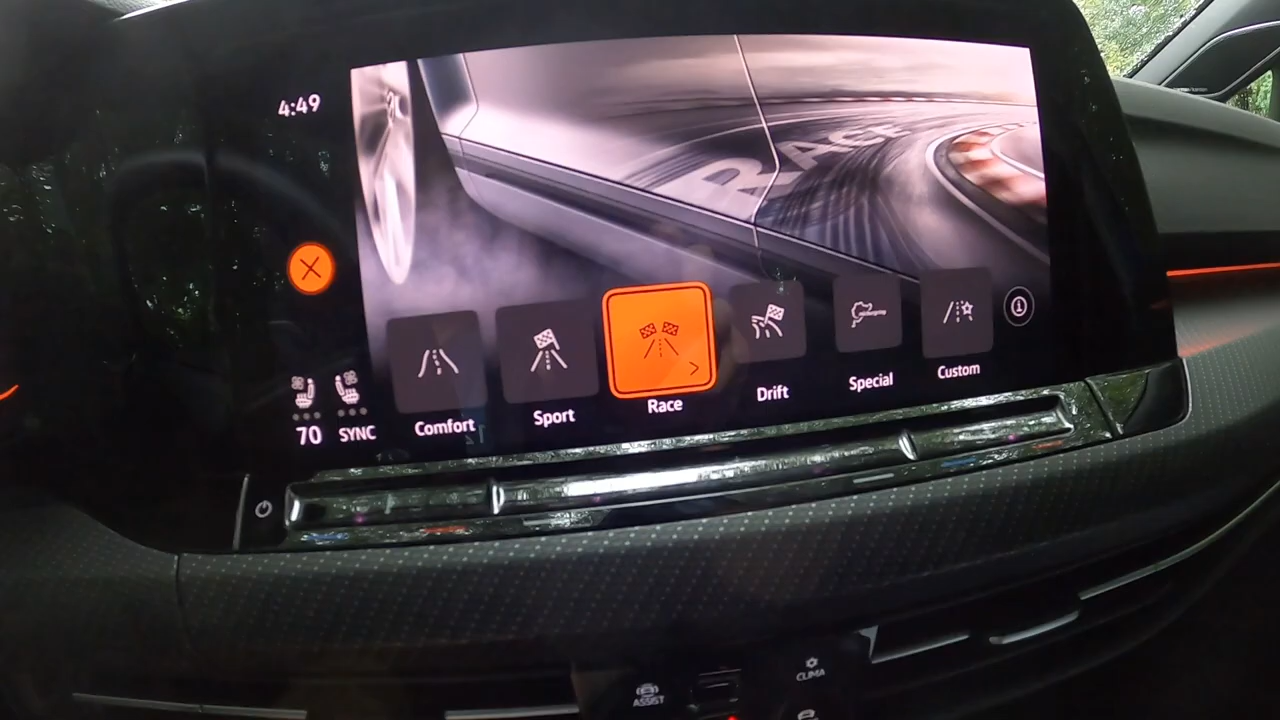 4:49
RACE
Comfort
Sport
Race
Drift
Special
Custom
70 SYNC
ASSIST
CLIMA